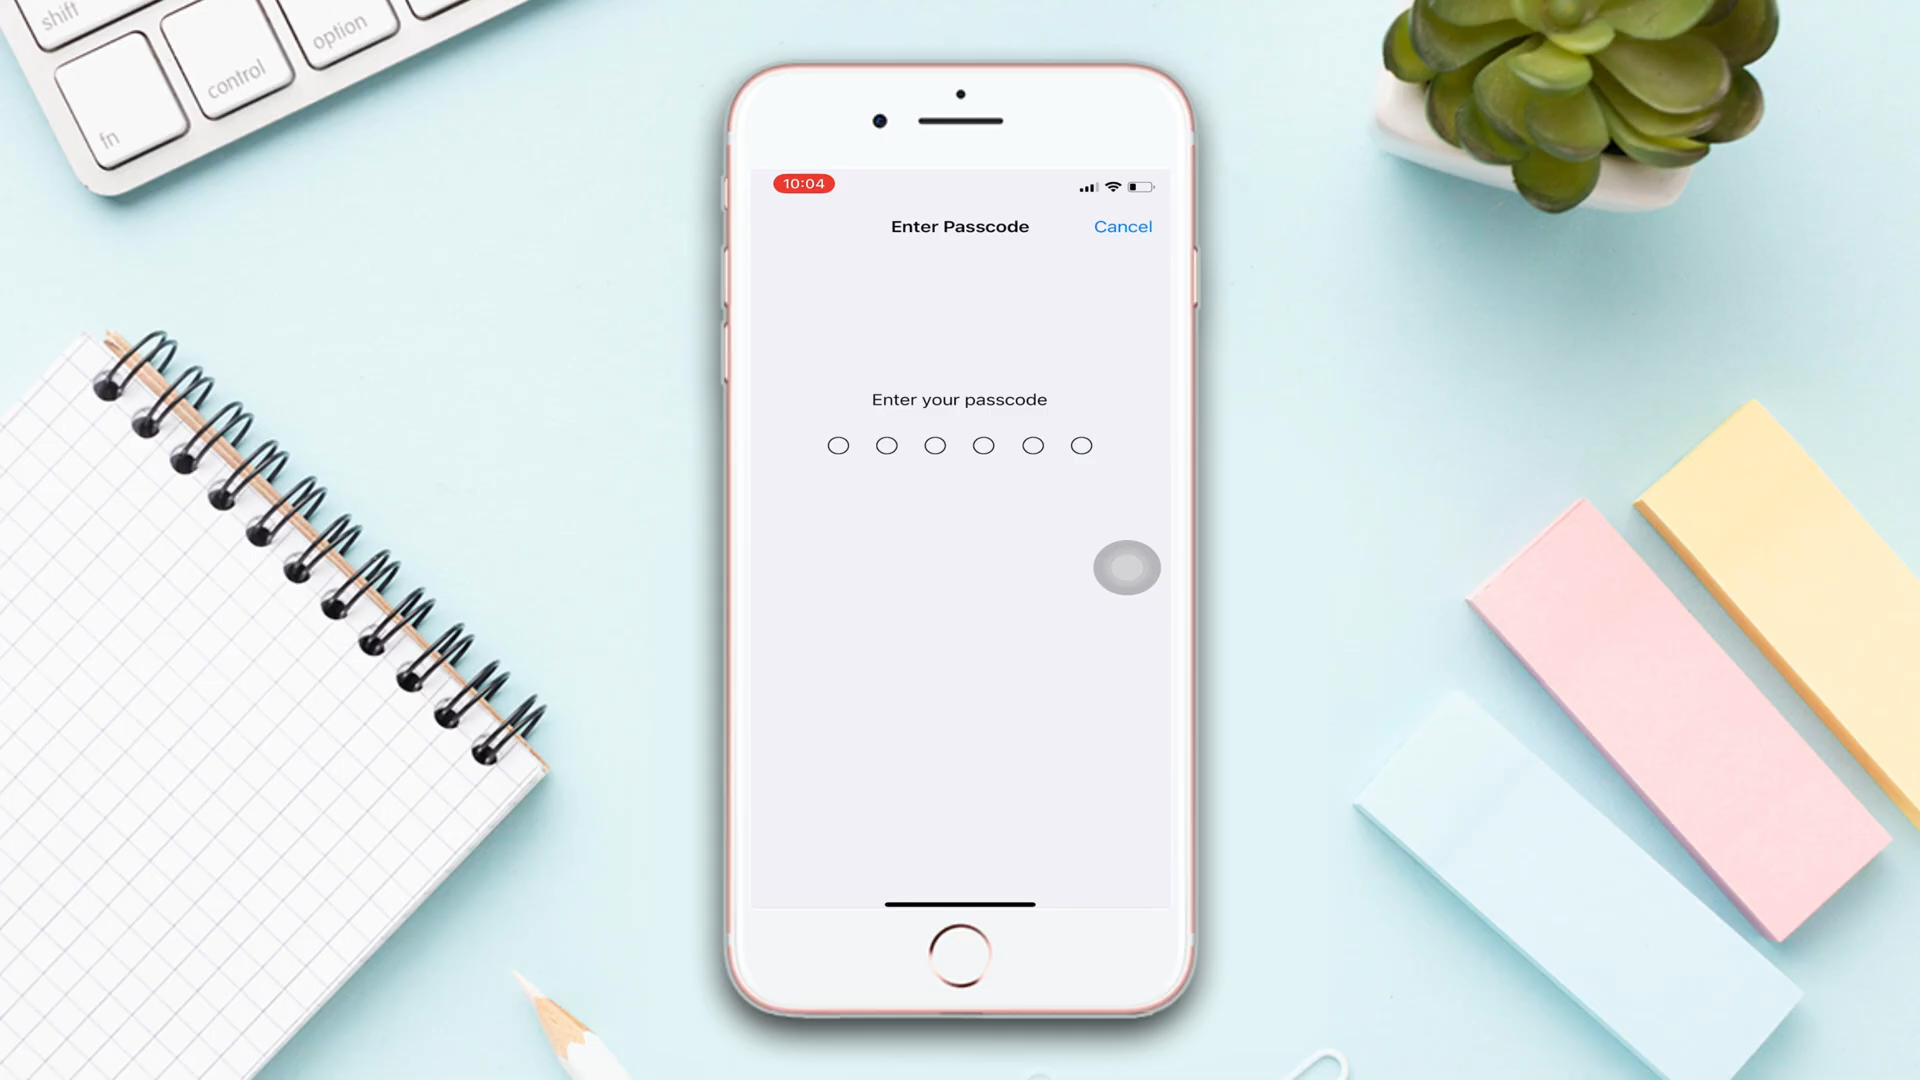 shift
option
control
fn
10:04
Enter Passcode
Cancel
Enter your passcode